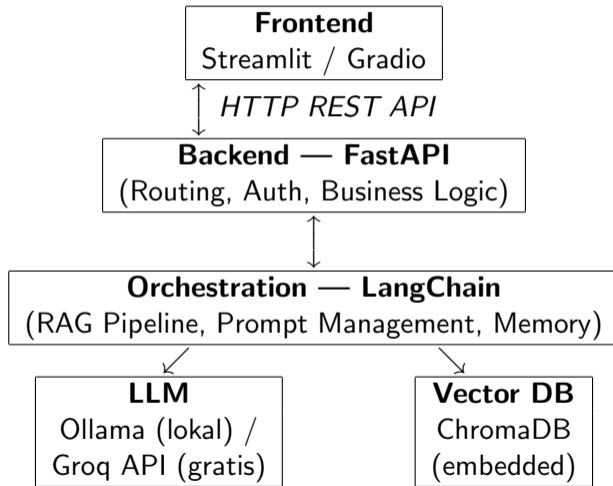 Frontend
Streamlit / Gradio
HTTP REST API
Backend — FastAPI
(Routing, Auth, Business Logic)
Orchestration — LangChain
(RAG Pipeline, Prompt Management, Memory)
LLM
Ollama (lokal) /
Groq API (gratis)
Vector DB
ChromaDB
(embedded)